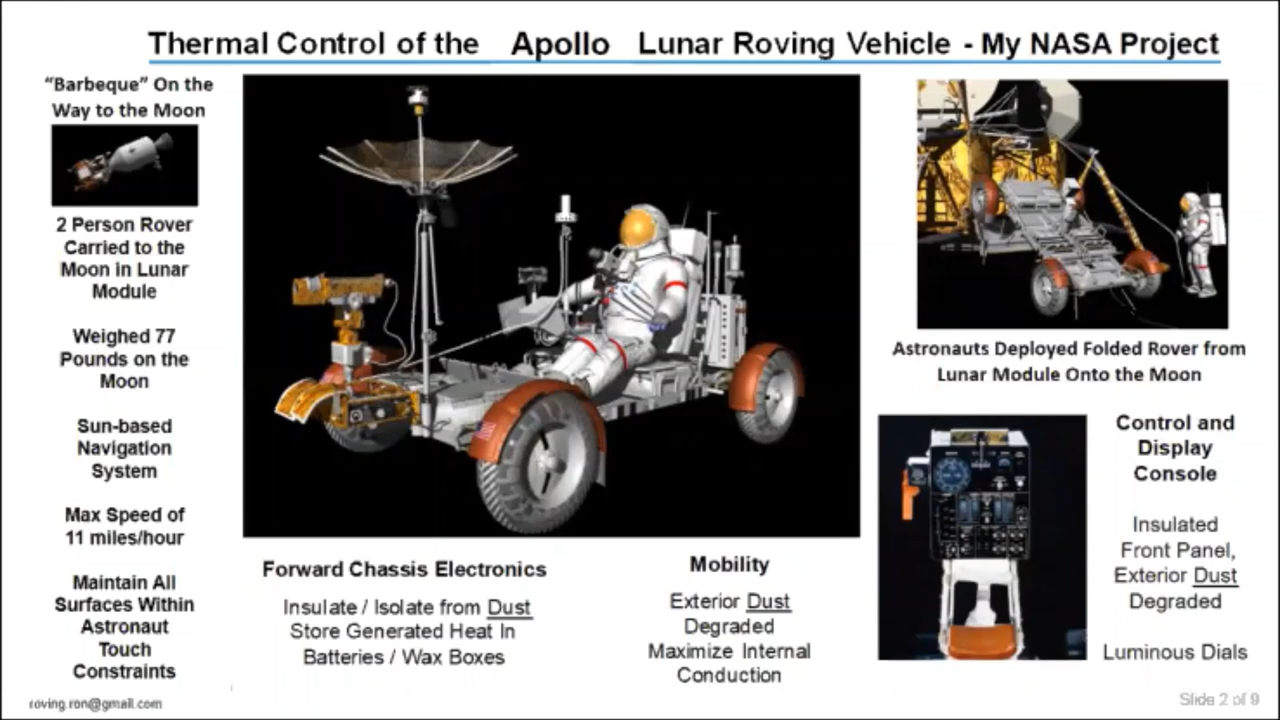 Thermal Control of the Apollo Lunar Roving Vehicle - My NASA Project
“Barbeque” On the
Way to the Moon
2 Person Rover
Carried to the
Moon in Lunar
Module
Weighed 77
Pounds on the
Moon
Sun-based
Navigation
System
Max Speed of
11 miles/hour
Maintain All
Surfaces Within
Astronaut
Touch
Constraints
roving.ron@gmail.com
Forward Chassis Electronics
Insulate / Isolate from Dust
Store Generated Heat In
Batteries / Wax Boxes
Mobility
Exterior Dust
Degraded
Maximize Internal
Conduction
Astronauts Deployed Folded Rover from
Lunar Module Onto the Moon
Control and
Display
Console
Insulated
Front Panel,
Exterior Dust
Degraded
Luminous Dials
Slide 2 of 9